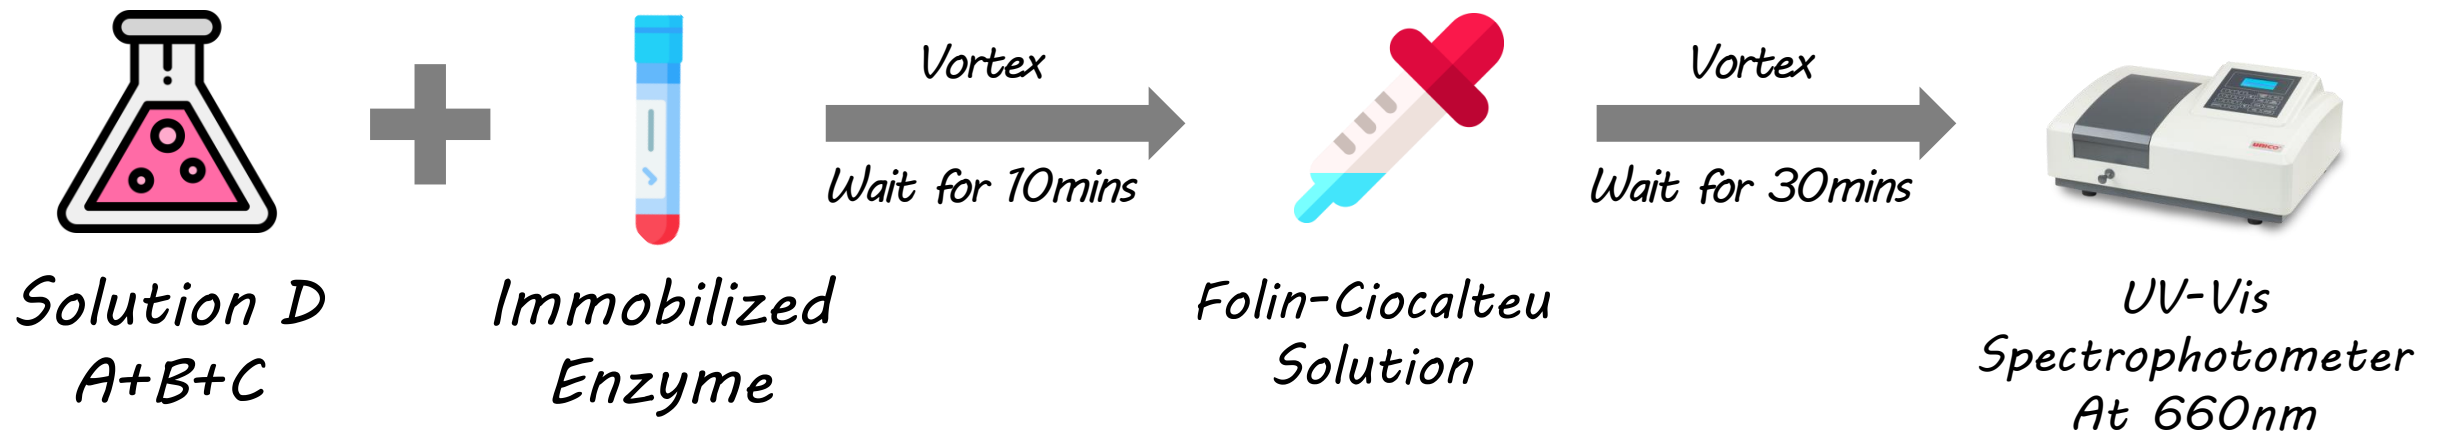 Solution D
A+B+C
Immobilized
Enzyme
Vortex
Wait for 10mins
Folin-Ciocalteu
Solution
Vortex
Wait for 30mins
UNICO
UV-Vis
Spectrophotometer
At 660nm